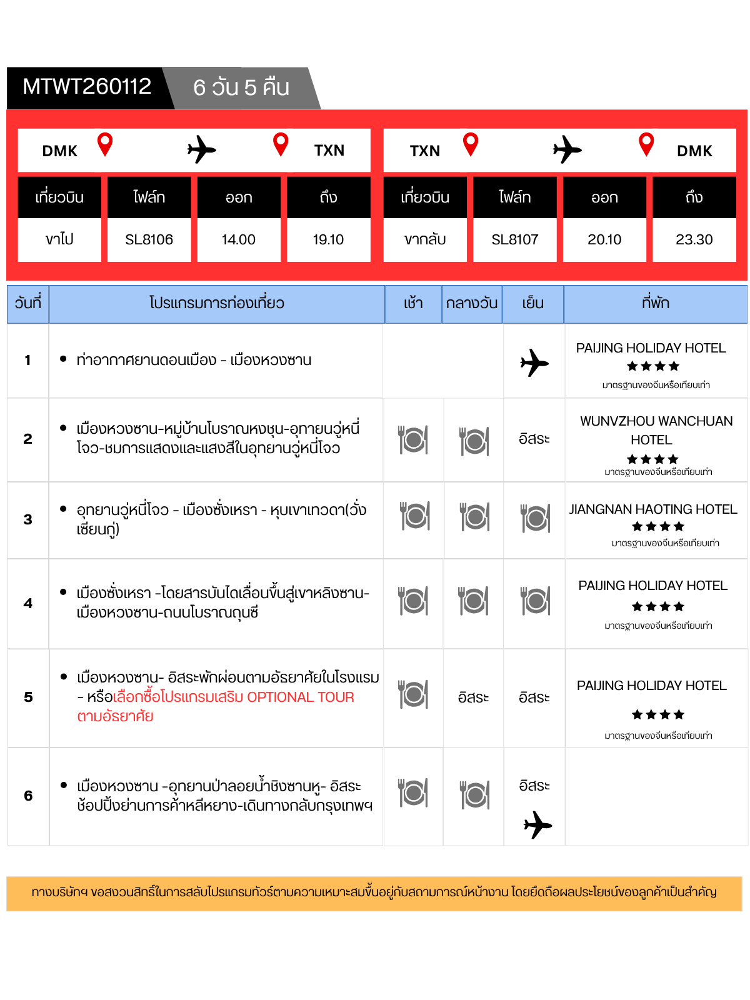 MTWT260112
6 วัน 5 คืน
DMK
TXN
TXN
DMK
เที่ยวบิน ไฟล์ท ออก ถึง
เที่ยวบิน ไฟล์ท ออก ถึง
ขาไป SL8106 14.00 19.10
ขากลับ SL8107 20.10 23.30
วันที่ โปรแกรมการท่องเที่ยว เช้า กลางวัน เย็น ที่พัก
1
• ท่าอากาศยานดอนเมือง - เมืองหวงซาน
PAIJING HOLIDAY HOTEL
★★★★
มาตรฐานของจีนหรือเทียบเท่า
2
• เมืองหวงซาน-หมู่บ้านโบราณหงชุน-อุทายนวู่หนี่
โจว-ชมการแสดงและแสงสีในอุทยานวู่หนี่โจว
อิสระ
WUNVZHOU WANCHUAN
HOTEL
★★★★
มาตรฐานของจีนหรือเทียบเท่า
3
• อุทยานวู่หนี่โจว - เมืองซั่งเหรา - หุบเขาเทวดา(วั่ง
เซียนกู่)
JIANGNAN HAOTING HOTEL
★★★★
มาตรฐานของจีนหรือเทียบเท่า
4
• เมืองซั่งเหรา -โดยสารบันไดเลื่อนขึ้นสู่เขาหลิงซาน-
เมืองหวงซาน-ถนนโบราณถุนซี
PAIJING HOLIDAY HOTEL
★★★★
มาตรฐานของจีนหรือเทียบเท่า
5
• เมืองหวงซาน- อิสระพักผ่อนตามอัธยาศัยในโรงแรม
- หรือเลือกซื้อโปรแกรมเสริม OPTIONAL TOUR
ตามอัธยาศัย
อิสระ
อิสระ
PAIJING HOLIDAY HOTEL
★★★★
มาตรฐานของจีนหรือเทียบเท่า
6
• เมืองหวงซาน -อุทยานป่าลอยน้ำชิงซานหู- อิสระ
ช้อปปิ้งย่านการค้าหลีหยาง-เดินทางกลับกรุงเทพฯ
อิสระ
ทางบริษัทฯ ขอสงวนสิทธิ์ในการสลับโปรแกรมทัวร์ตามความเหมาะสมขึ้นอยู่กับสถามการณ์หน้างาน โดยยึดถือผลประโยชน์ของลูกค้าเป็นสำคัญ